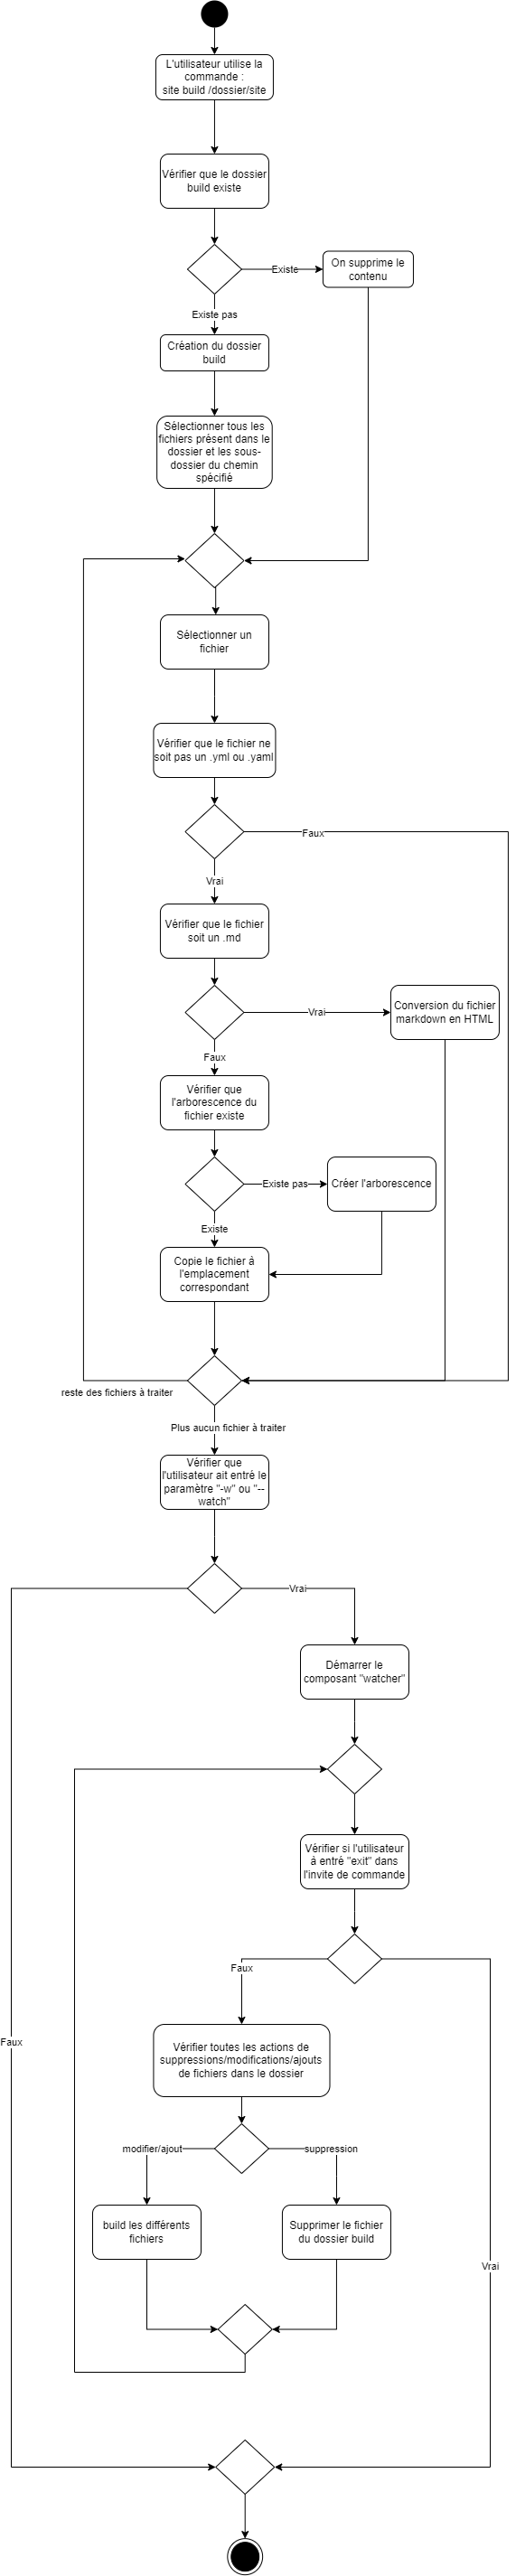 L'utilisateur utilise la
commande :
site build /dossier/site
Vérifier que le dossier
build existe
Existe
On supprime le
contenu
Existe pas
Création du dossier
build
Sélectionner tous les
fichiers présent dans le
dossier et les sous-
dossier du chemin
spécifié
Sélectionner un
fichier
Vérifier que le fichier ne
soit pas un .yml ou .yaml
Faux
Vrai
Vérifier que le fichier
soit un .md
Vrai
Conversion du fichier
markdown en HTML
Faux
Vérifier que
l'arborescence du
fichier existe
Existe pas
Créer l'arborescence
Existe
Copie le fichier à
l'emplacement
correspondant
reste des fichiers à traiter
Plus aucun fichier à traiter
Vérifier que
l'utilisateur ait entré le
paramètre "-w" ou "--
watch"
Vrai
Démarrer le
composant "watcher"
Vérifier si l'utilisateur
à entré "exit" dans
l'invite de commande
Faux
Faux
Vérifier toutes les actions de
suppressions/modifications/ajouts
de fichiers dans le dossier
modifier/ajout
suppression
build les différents
fichiers
Supprimer le fichier
du dossier build
Vrai